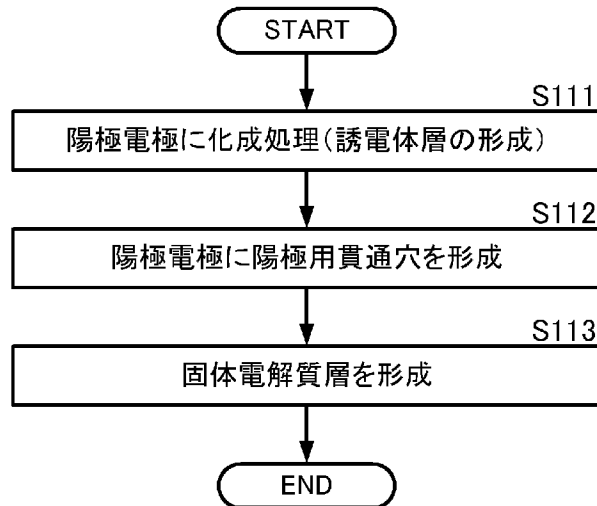 START
S111
陽極電極に化成処理(誘電体層の形成)
S112
陽極電極に陽極用貫通穴を形成
S113
固体電解質層を形成
END